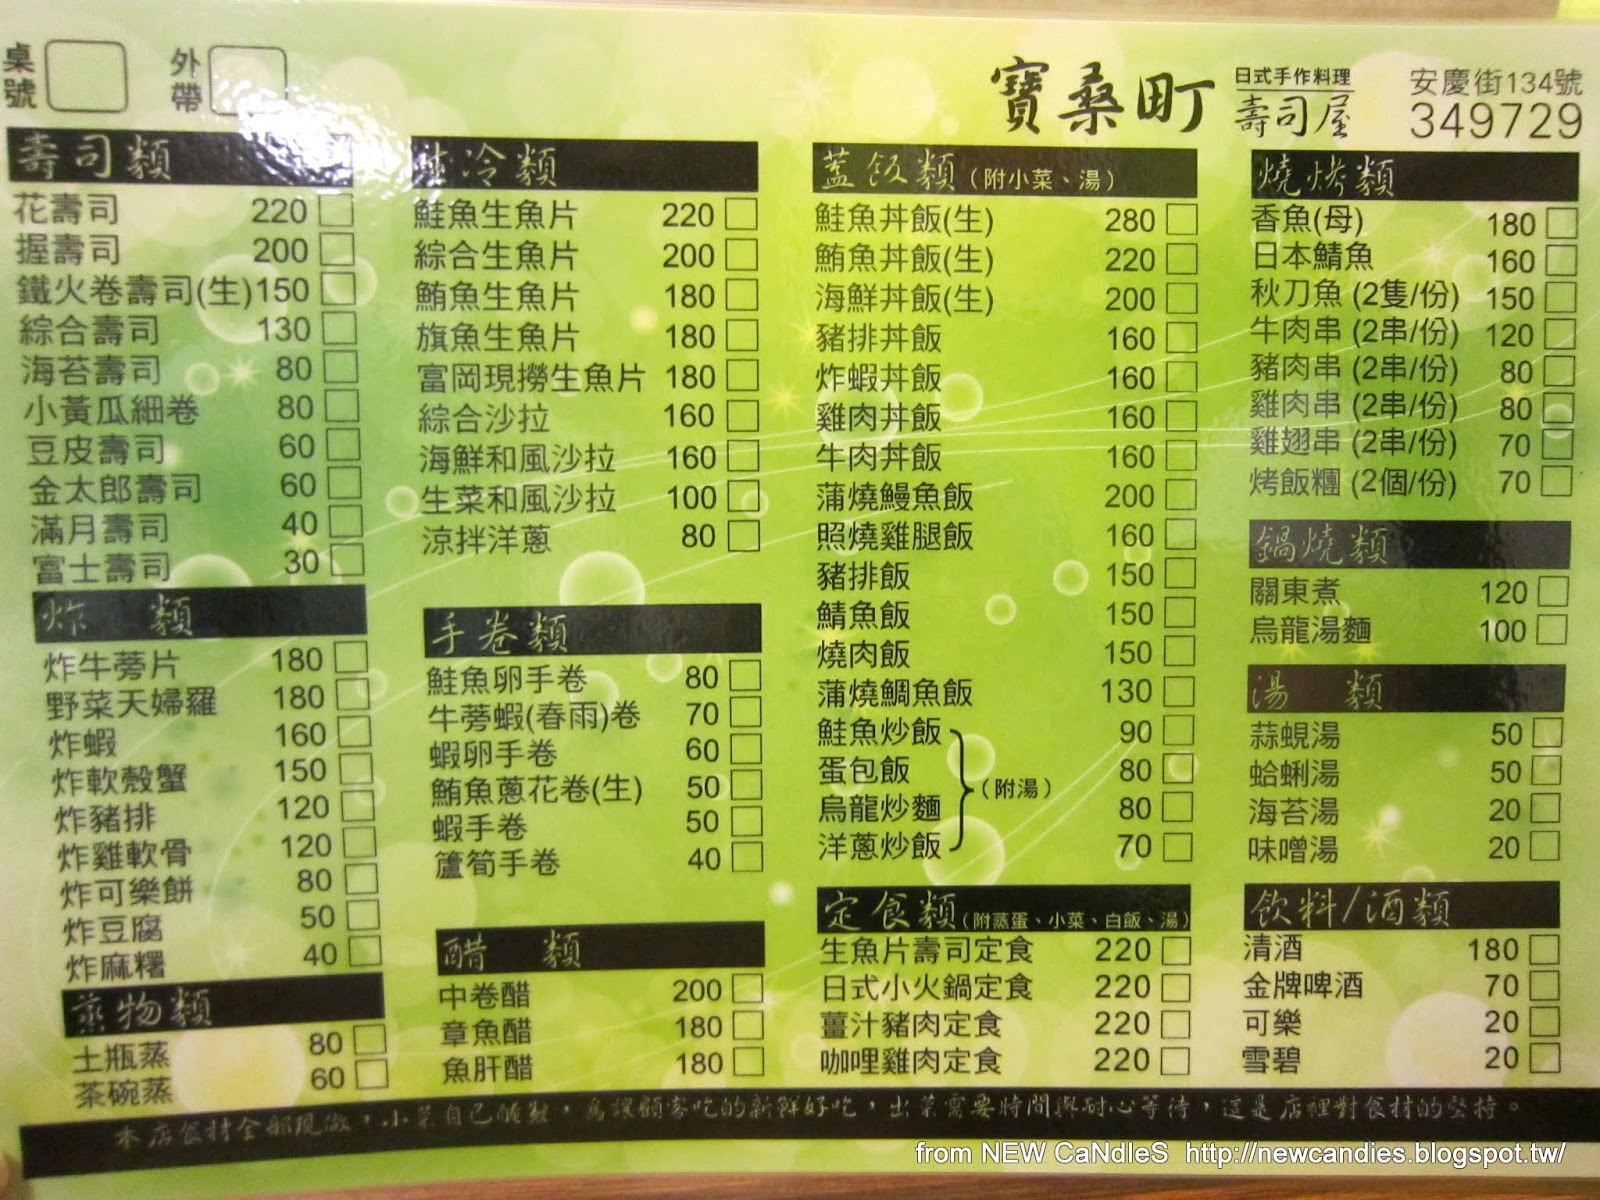 桌號
外帶
寶桑町
日式手作料理
壽司屋
安慶街134號
349729
壽司類
花壽司 220
握壽司 200
鐵火卷壽司(生) 150
綜合壽司 130
海苔壽司 80
小黃瓜細卷 80
豆皮壽司 60
金太郎壽司 60
滿月壽司 40
富士壽司 30
炸 類
炸牛蒡片 180
野菜天婦羅 180
炸蝦 160
炸軟殼蟹 150
炸豬排 120
炸雞軟骨 120
炸可樂餅 80
炸豆腐 50
炸麻糬 40
蒸物類
土瓶蒸 80
茶碗蒸 60
冷類
鮭魚生魚片 220
綜合生魚片 200
鮪魚生魚片 180
旗魚生魚片 180
富岡現撈生魚片 180
綜合沙拉 160
海鮮和風沙拉 160
生菜和風沙拉 100
涼拌洋蔥 80
手卷類
鮭魚卵手卷 80
牛蒡蝦(春雨)卷 70
蝦卵手卷 60
鮪魚蔥花卷(生) 50
蝦手卷 50
蘆筍手卷 40
醋 類
中卷醋 200
章魚醋 180
魚肝醋 180
蓋飯類(附小菜、湯)
鮭魚丼飯(生) 280
鮪魚丼飯(生) 220
海鮮丼飯(生) 200
豬排丼飯 160
炸蝦丼飯 160
雞肉丼飯 160
牛肉丼飯 160
蒲燒鰻魚飯 200
照燒雞腿飯 160
豬排飯 150
鯖魚飯 150
燒肉飯 150
蒲燒鯛魚飯 130
鮭魚炒飯 90
蛋包飯 80
烏龍炒麵 80
洋蔥炒飯 70
(附湯)
定食類(附蒸蛋、小菜、白飯、湯)
生魚片壽司定食 220
日式小火鍋定食 220
薑汁豬肉定食 220
咖哩雞肉定食 220
燒烤類
香魚(母) 180
日本鯖魚 160
秋刀魚 (2隻/份) 150
牛肉串 (2串/份) 120
豬肉串 (2串/份) 80
雞肉串 (2串/份) 80
雞翅串 (2串/份) 70
烤飯糰 (2個/份) 70
鍋燒類
關東煮 120
烏龍湯麵 100
湯 類
蒜蜆湯 50
蛤蜊湯 50
海苔湯 20
味噌湯 20
飲料/酒類
清酒 180
金牌啤酒 70
可樂 20
雪碧 20
本店食材全部現做，小菜自己醃製，為讓顧客吃的新鮮好吃，出菜需要時間與耐心等待，這是店裡對食材的堅持。
from NEW CaNdleS http://newcandies.blogspot.tw/